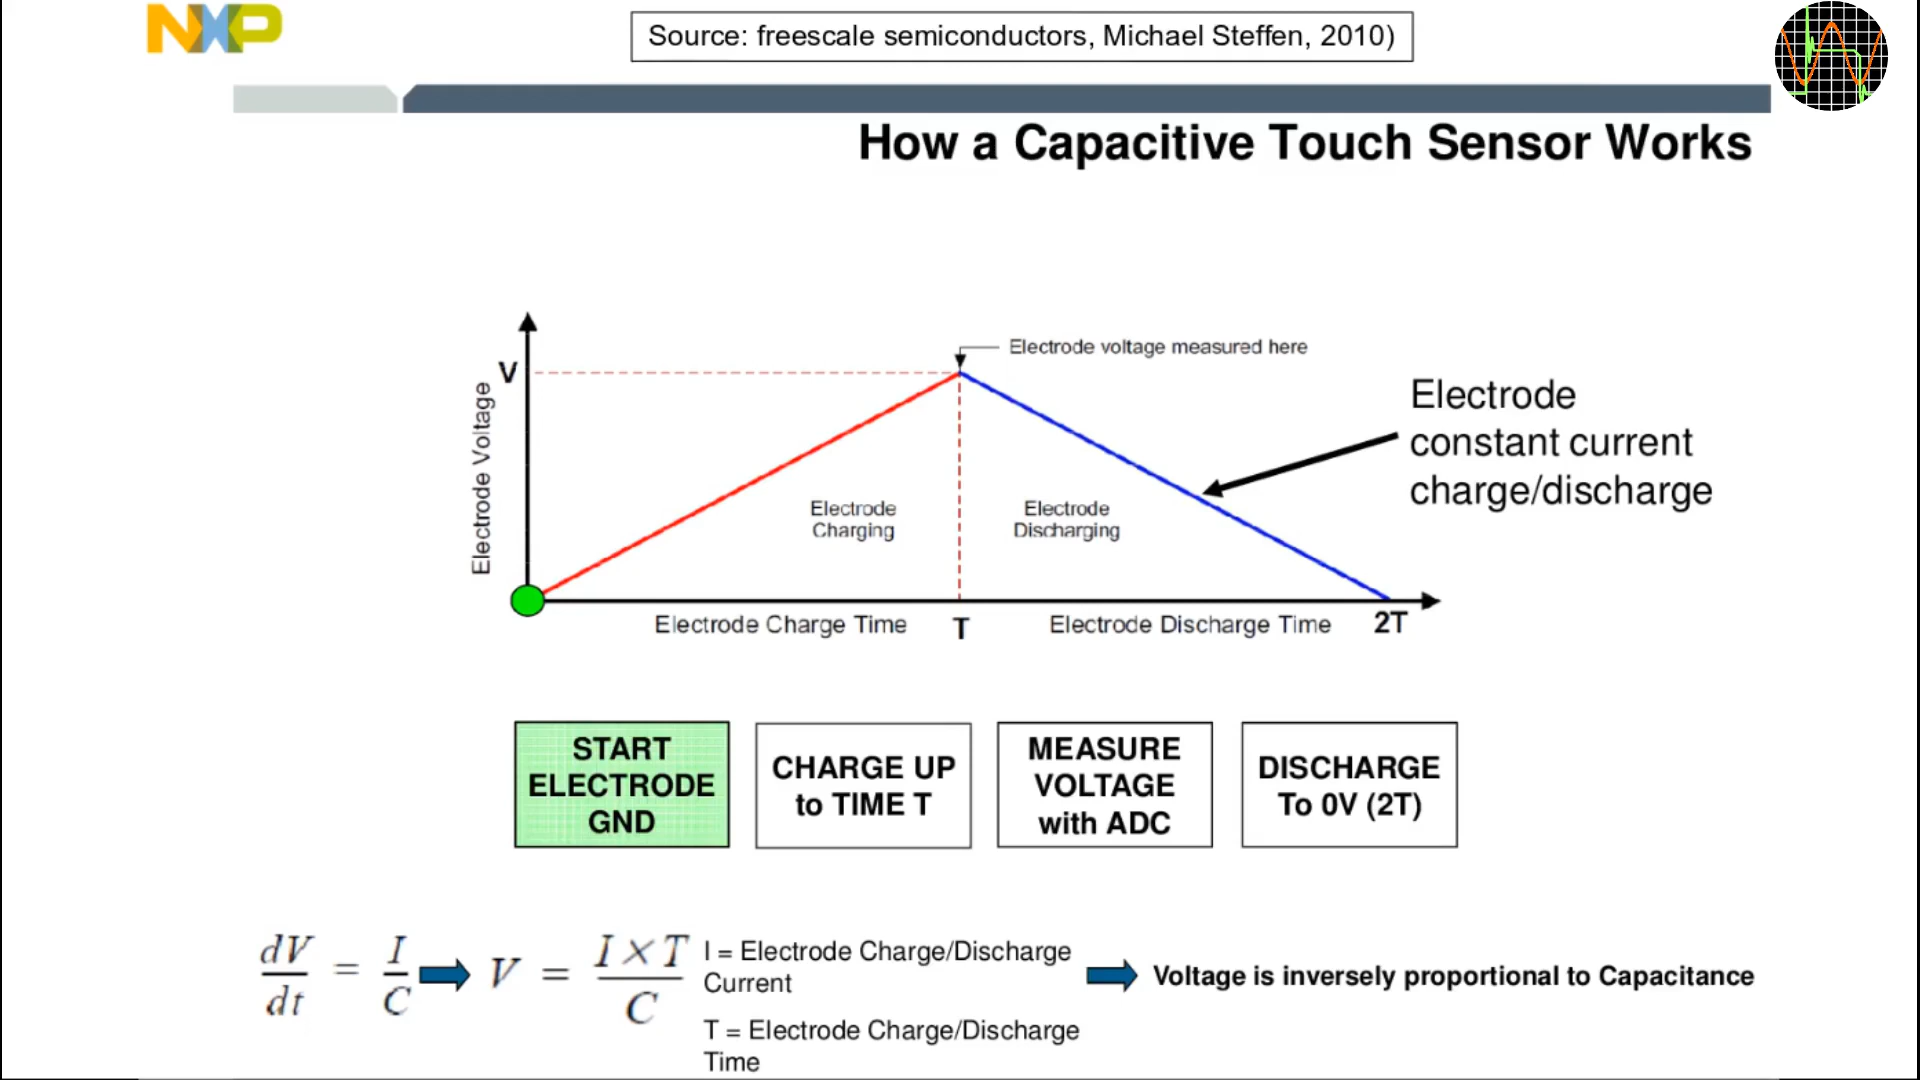 NXP
Source: freescale semiconductors, Michael Steffen, 2010)
How a Capacitive Touch Sensor Works
Electrode voltage measured here
V
Electrode Voltage
Electrode
constant current
charge/discharge
Electrode
Charging
Electrode
Discharging
Electrode Charge Time
T
Electrode Discharge Time
2T
START
ELECTRODE
GND
CHARGE UP
to TIME T
MEASURE
VOLTAGE
with ADC
DISCHARGE
To 0V (2T)
dV/dt = I/C
V = I×T/C
I = Electrode Charge/Discharge
Current
T = Electrode Charge/Discharge
Time
Voltage is inversely proportional to Capacitance